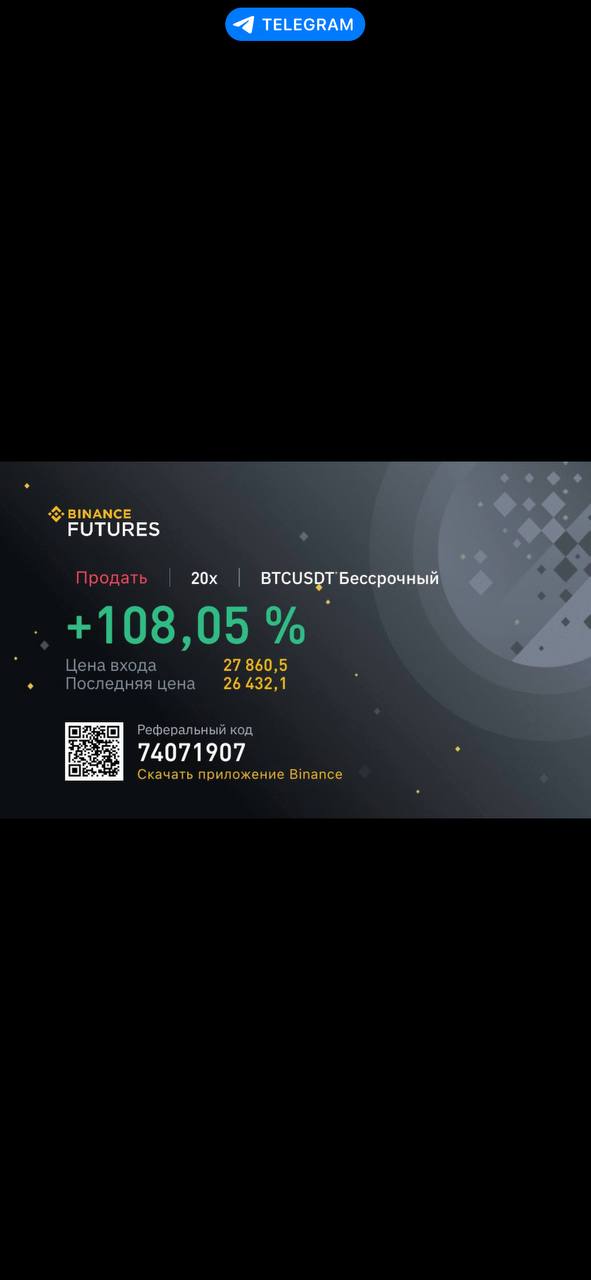 TELEGRAM
BINANCE
FUTURES
Продать | 20x | BTCUSDT Бессрочный
+108,05 %
Цена входа 27 860,5
Последняя цена 26 432,1
Реферальный код
74071907
Скачать приложение Binance